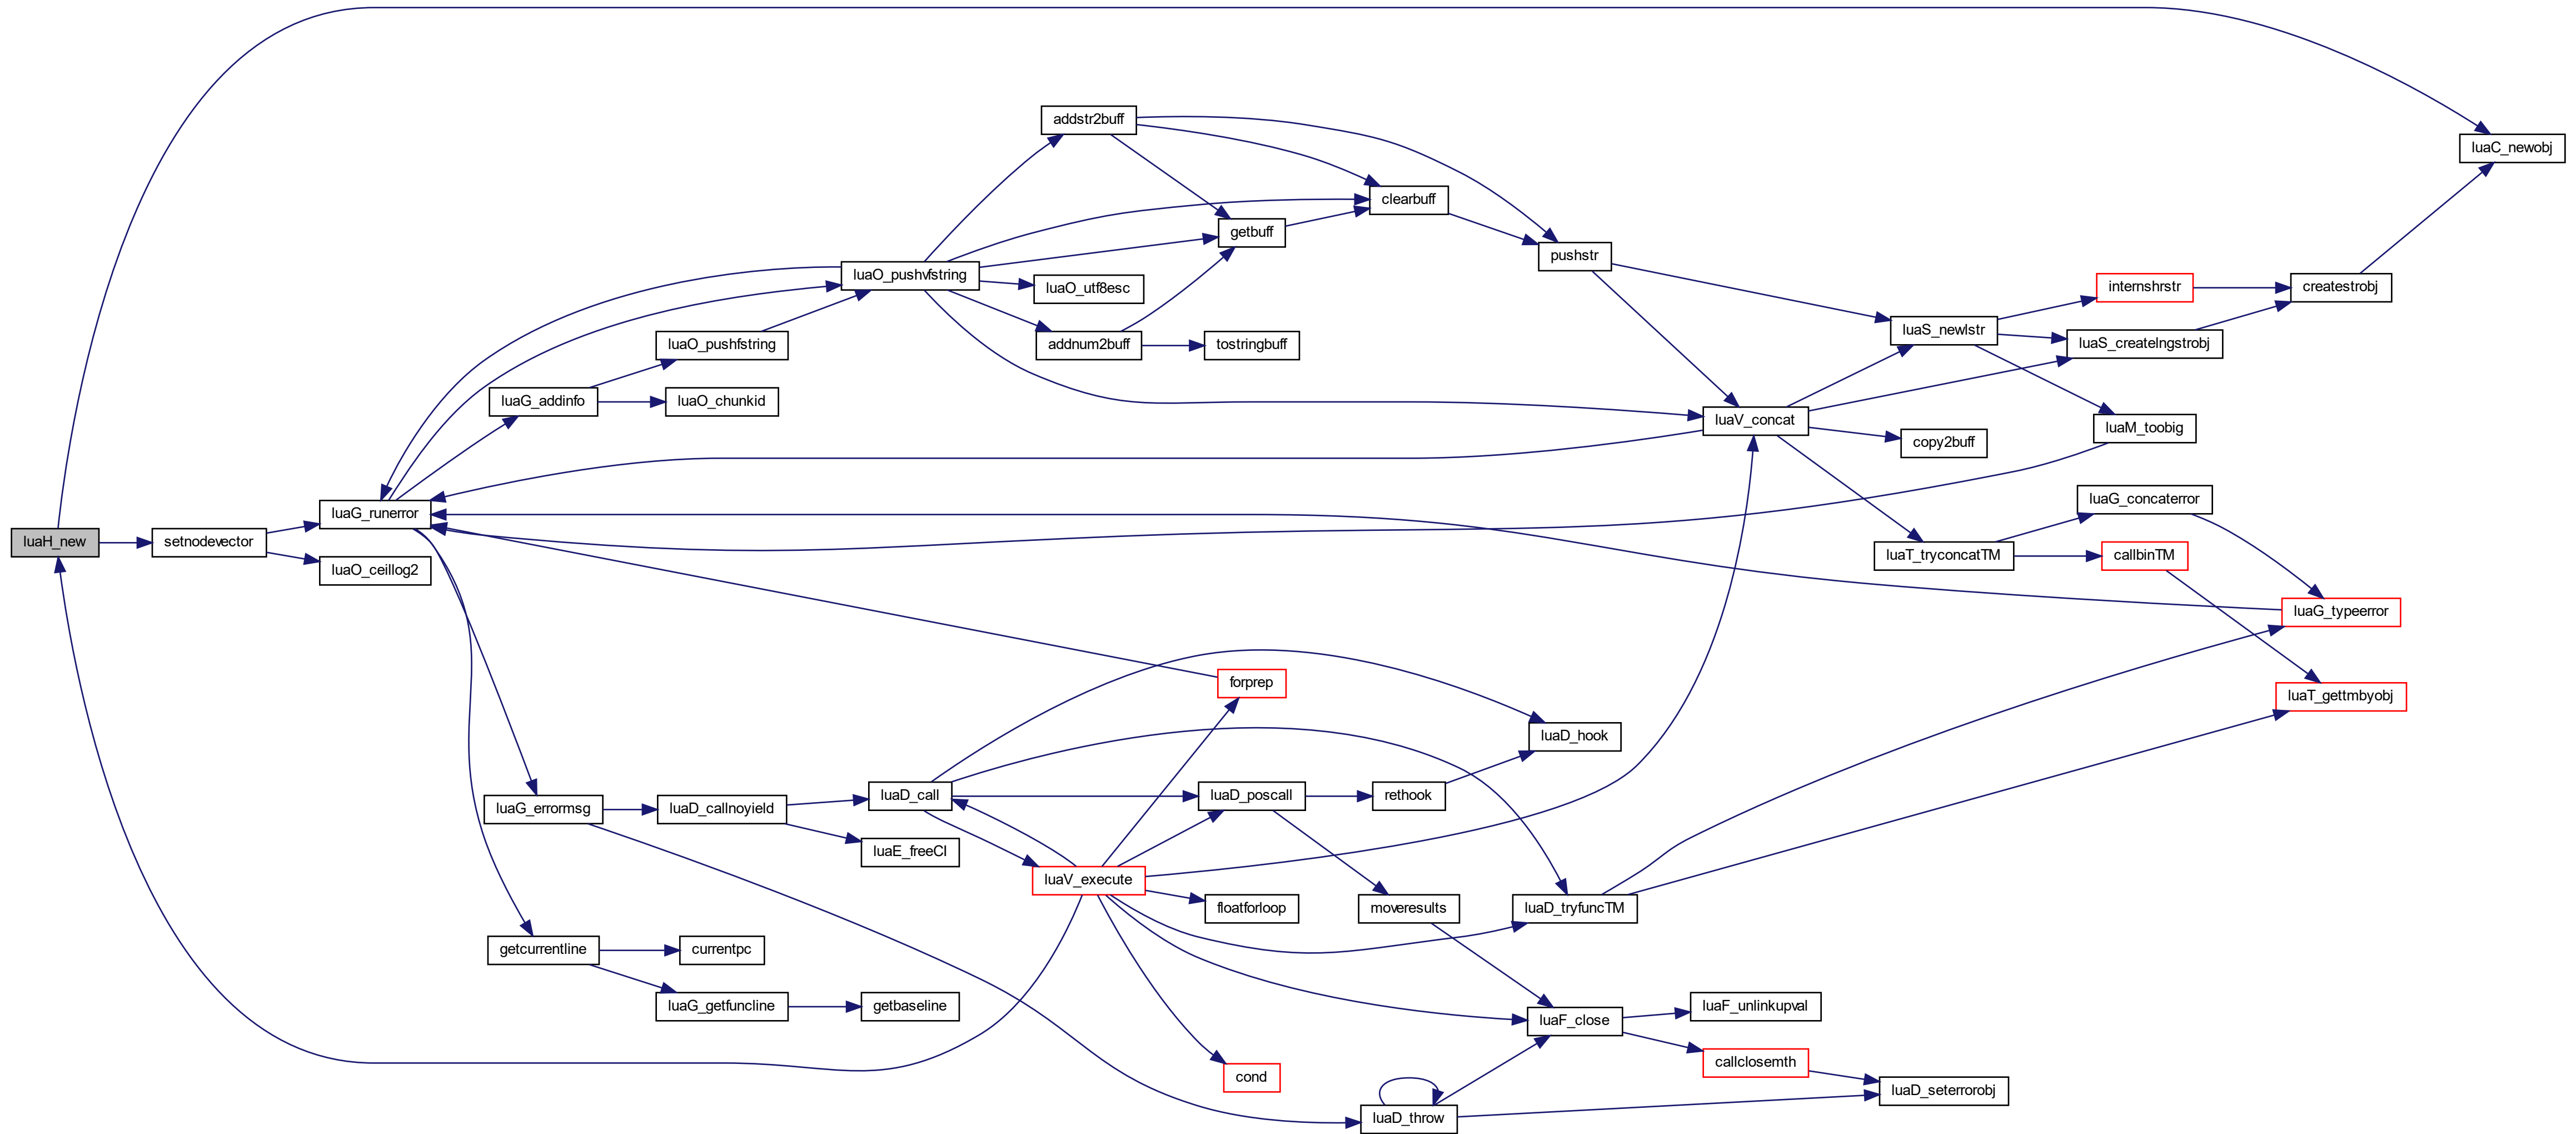 addstr2buff
luaC_newobj
clearbuff
getbuff
pushstr
luaO_pushvfstring
luaO_utf8esc
internshrstr
createstrobj
luaS_newlstr
luaO_pushfstring
addnum2buff
tostringbuff
luaS_createlngstrobj
luaG_addinfo
luaO_chunkid
luaV_concat
luaM_toobig
copy2buff
luaG_concaterror
luaG_runerror
luaH_new
setnodevector
luaT_tryconcatTM
callbinTM
luaO_ceillog2
luaG_typeerror
forprep
luaT_gettmbyobj
luaD_hook
luaG_errormsg
luaD_callnoyield
luaD_call
luaD_poscall
rethook
luaE_freeCI
luaV_execute
floatforloop
moveresults
luaD_tryfuncTM
getcurrentline
currentpc
luaG_getfuncline
getbaseline
luaF_close
luaF_unlinkupval
cond
callclosemth
luaD_seterrorobj
luaD_throw